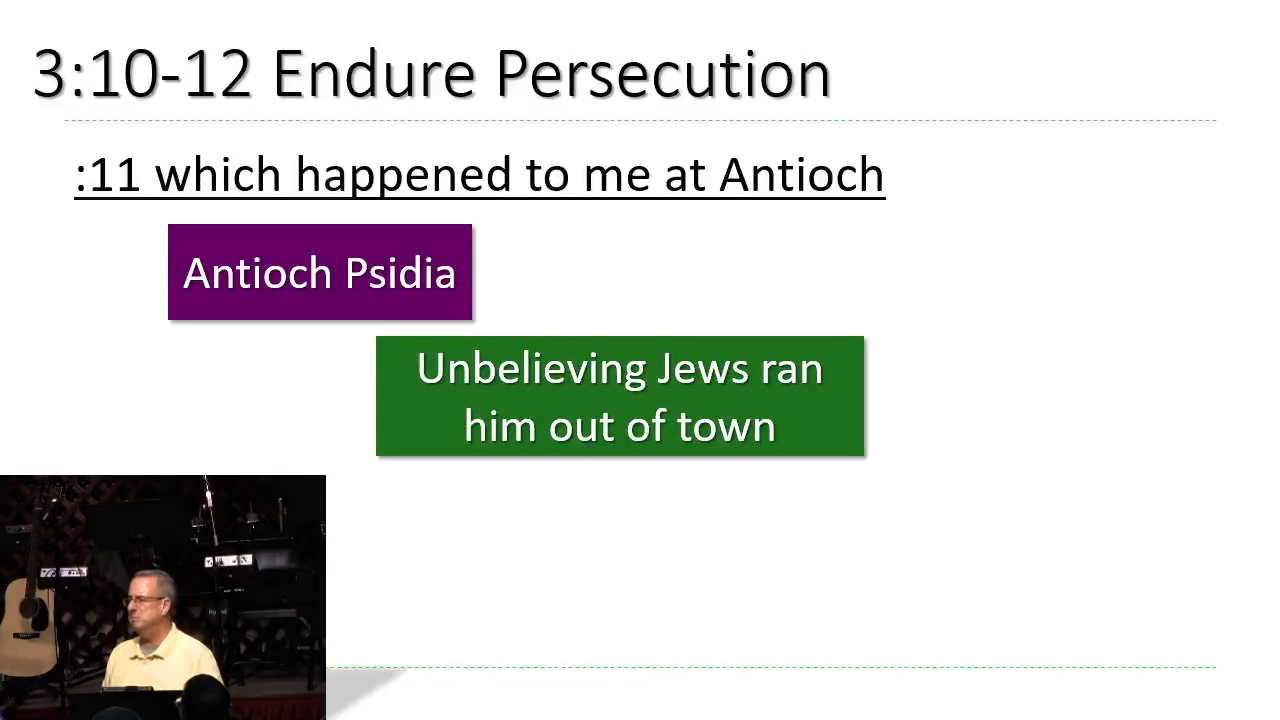 3:10-12 Endure Persecution
:11 which happened to me at Antioch
Antioch Psidia
Unbelieving Jews ran
him out of town